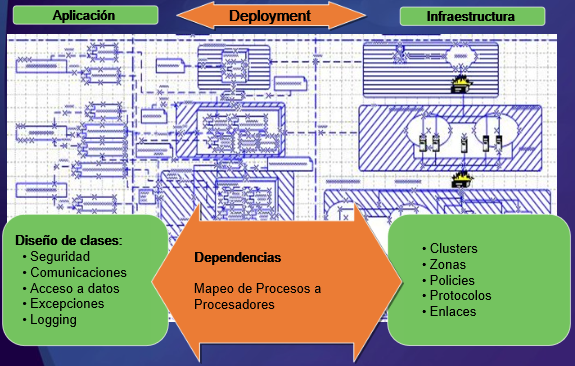 Aplicación
Deployment
Infraestructura
Diseño de clases:
• Seguridad
• Comunicaciones
• Acceso a datos
• Excepciones
• Logging
Dependencias
Mapeo de Procesos a
Procesadores
• Clusters
• Zonas
• Policies
• Protocolos
• Enlaces